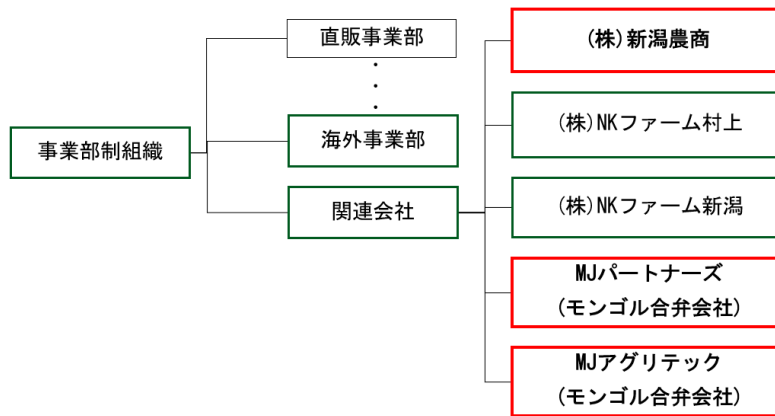 事業部制組織
直販事業部
・
・
・
海外事業部
関連会社
(株)新潟農商
(株)NKファーム村上
(株)NKファーム新潟
MJパートナーズ
(モンゴル合弁会社)
MJアグリテック
(モンゴル合弁会社)